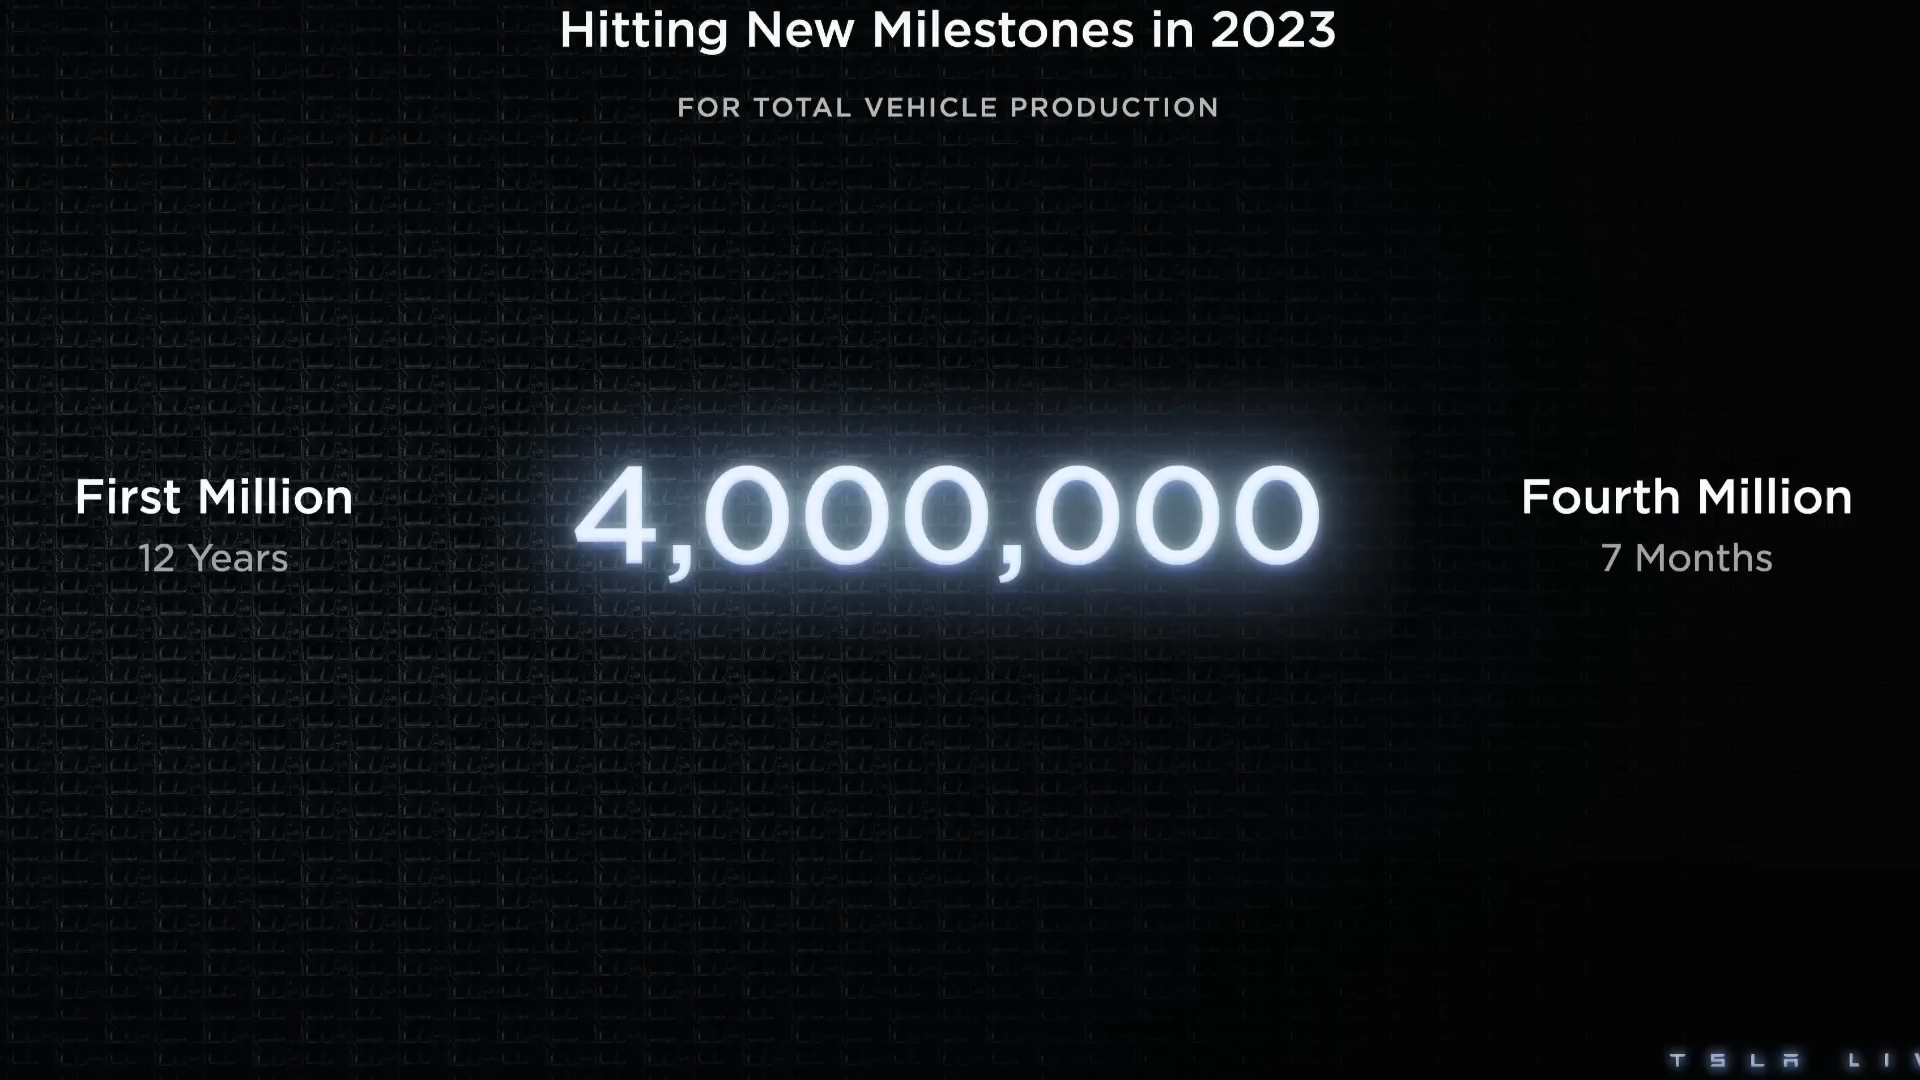 Hitting New Milestones in 2023
FOR TOTAL VEHICLE PRODUCTION
First Million
12 Years
4,000,000
Fourth Million
7 Months
TSLA